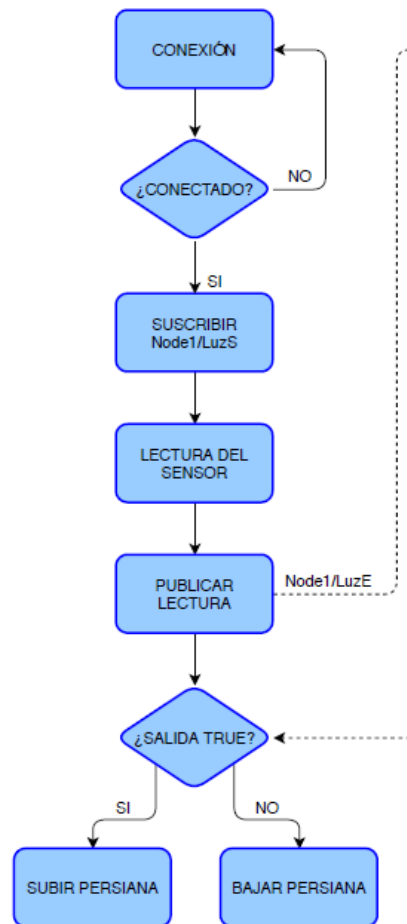 CONEXIÓN
¿CONECTADO?
NO
SI
SUSCRIBIR
Node1/LuzS
LECTURA DEL
SENSOR
PUBLICAR
LECTURA
Node1/LuzE
¿SALIDA TRUE?
SI
NO
SUBIR PERSIANA
BAJAR PERSIANA